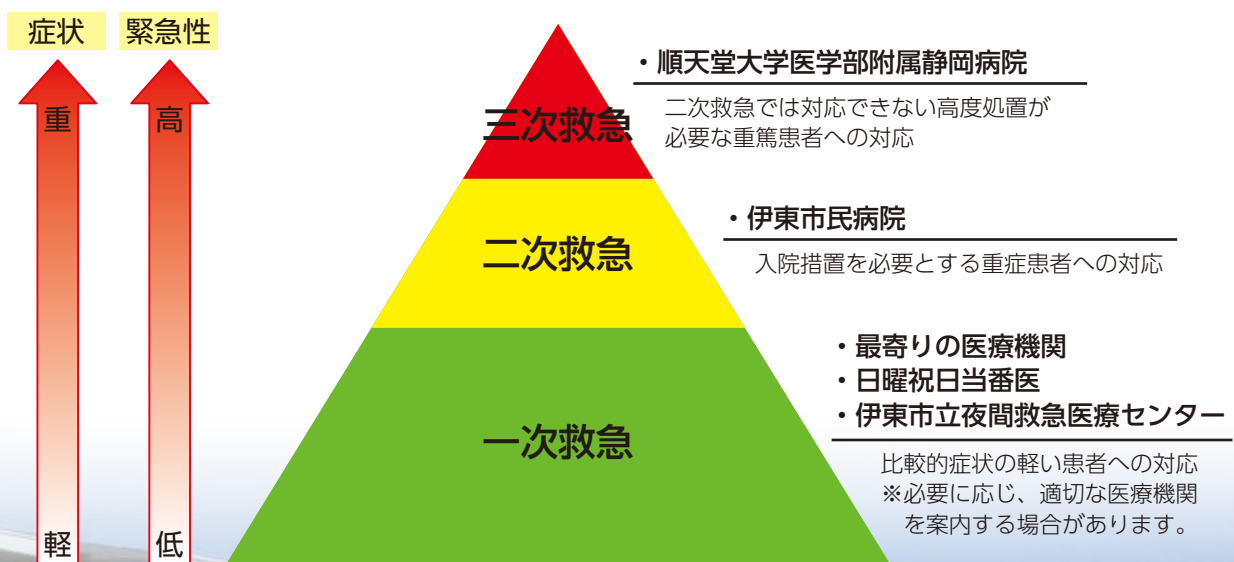 症状 緊急性
重 高
・順天堂大学医学部附属静岡病院
三次救急
二次救急では対応できない高度処置が
必要な重篤患者への対応
・伊東市民病院
二次救急
入院措置を必要とする重症患者への対応
・最寄りの医療機関
・日曜祝日当番医
・伊東市立夜間救急医療センター
一次救急
比較的症状の軽い患者への対応
※必要に応じ、適切な医療機関
を案内する場合があります。
軽 低